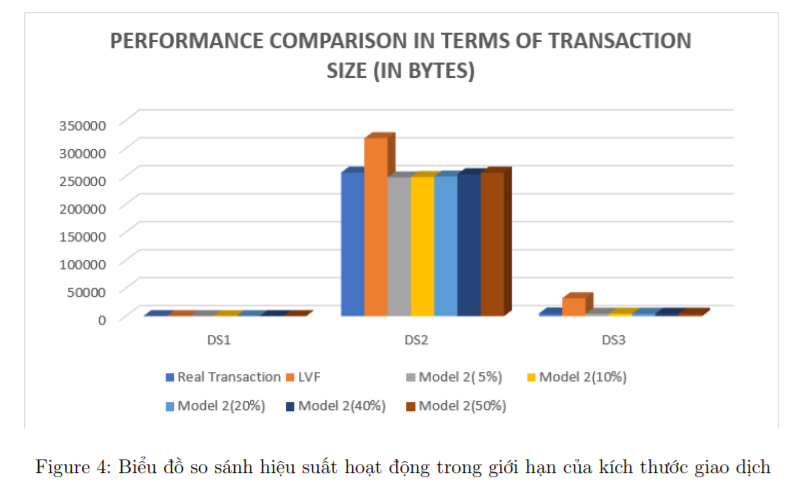 PERFORMANCE COMPARISON IN TERMS OF TRANSACTION
SIZE (IN BYTES)
350000
300000
250000
200000
150000
100000
50000
0
DS1 DS2 DS3
Real Transaction LVF Model 2( 5%) Model 2(10%)
Model 2(20%) Model 2(40%) Model 2(50%)
Figure 4: Biểu đồ so sánh hiệu suất hoạt động trong giới hạn của kích thước giao dịch